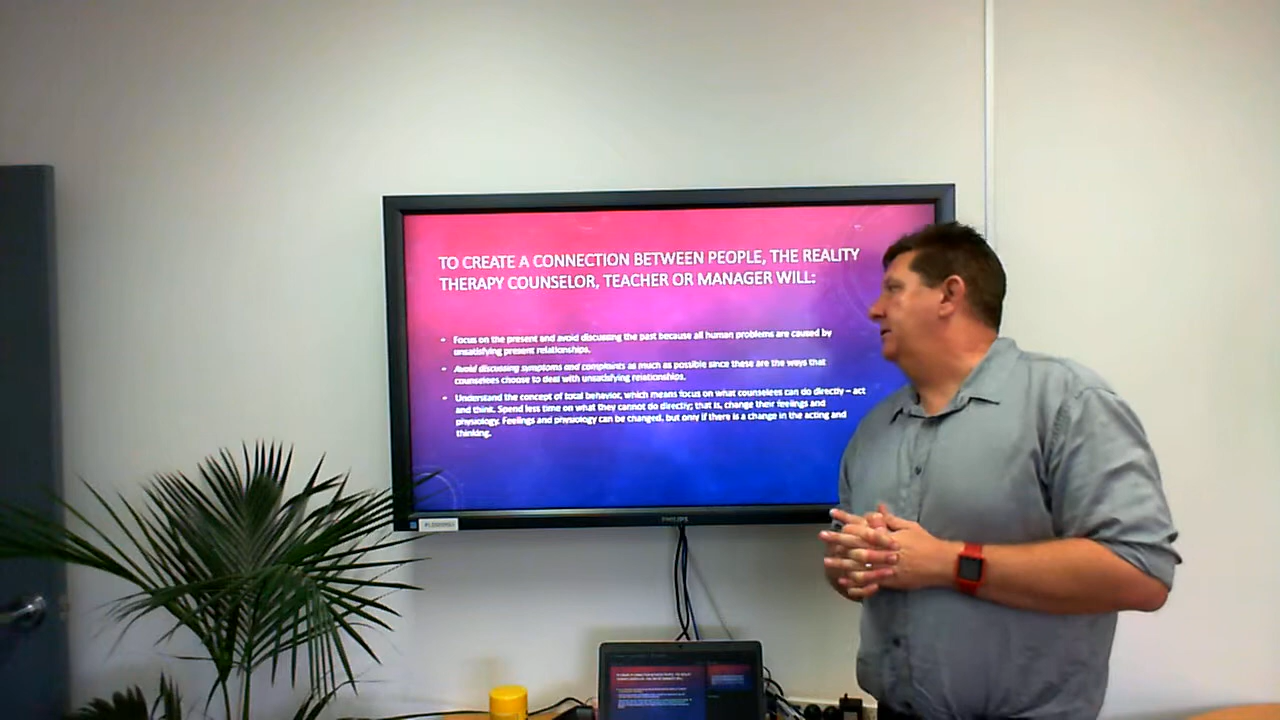 TO CREATE A CONNECTION BETWEEN PEOPLE, THE REALITY
THERAPY COUNSELOR, TEACHER OR MANAGER WILL:
• Focus on the present and avoid discussing the past because all human problems are caused by
unsatisfying present relationships.
• Avoid discussing symptoms and complaints as much as possible since these are the ways that
counselees choose to deal with unsatisfying relationships.
• Understand the concept of total behavior, which means focus on what counselees can do directly – act
and think. Spend less time on what they cannot do directly; that is, change their feelings and
physiology. Feelings and physiology can be changed, but only if there is a change in the acting and
thinking.
PHILIPS